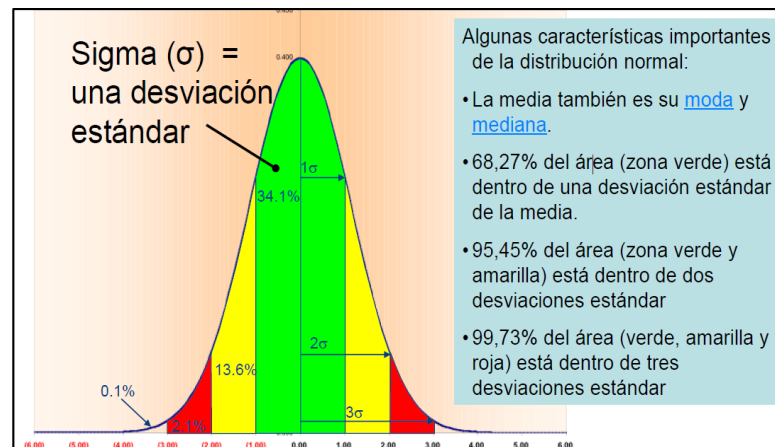 0.400
Sigma (σ) =
una desviación
estándar
1σ
34.1%
2σ
13.6%
0.1%
3σ
2.1%
(6.00) (5.00) (4.00) (3.00) (2.00) (1.00) 0.00 1.00 2.00 3.00 4.00 5.00 6.00
Algunas características importantes
de la distribución normal:
•La media también es su moda y
mediana.
•68,27% del área (zona verde) está
dentro de una desviación estándar
de la media.
•95,45% del área (zona verde y
amarilla) está dentro de dos
desviaciones estándar
•99,73% del área (verde, amarilla y
roja) está dentro de tres
desviaciones estándar